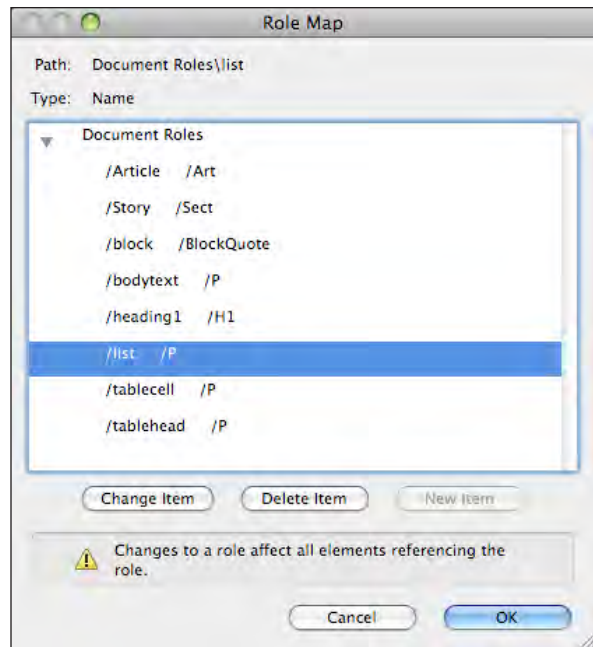 Role Map
Path: Document Roles\list
Type: Name
Document Roles
/Article /Art
/Story /Sect
/block /BlockQuote
/bodytext /P
/heading1 /H1
/list /P
/tablecell /P
/tablehead /P
Change Item Delete Item New Item
Changes to a role affect all elements referencing the
role.
Cancel OK